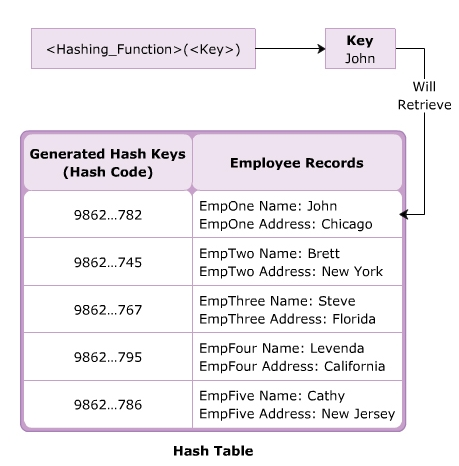 <Hashing_Function>(<Key>)
Key
John
Will
Retrieve
Generated Hash Keys
(Hash Code)
Employee Records
9862...782
EmpOne Name: John
EmpOne Address: Chicago
9862...745
EmpTwo Name: Brett
EmpTwo Address: New York
9862...767
EmpThree Name: Steve
EmpThree Address: Florida
9862...795
EmpFour Name: Levenda
EmpFour Address: California
9862...786
EmpFive Name: Cathy
EmpFive Address: New Jersey
Hash Table